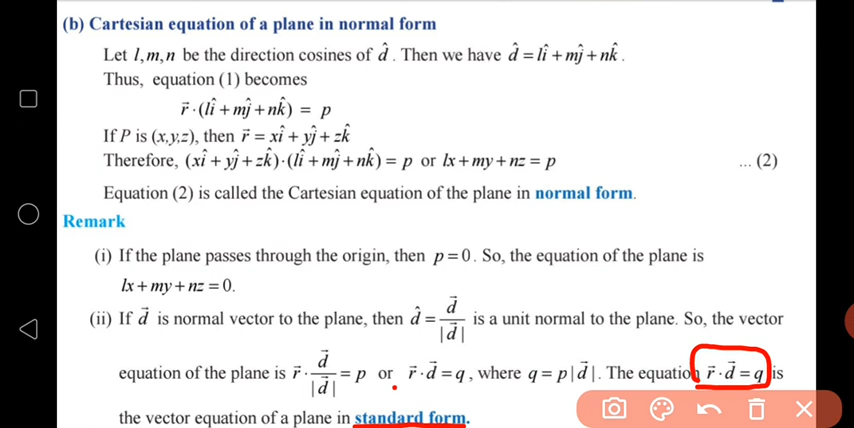 (b) Cartesian equation of a plane in normal form
Let l,m,n be the direction cosines of d̂ . Then we have d̂ = lî + mĵ + nk̂ .
Thus, equation (1) becomes
r⃗ · (lî + mĵ + nk̂) = p
If P is (x,y,z), then r⃗ = xî + yĵ + zk̂
Therefore, (xî + yĵ + zk̂) · (lî + mĵ + nk̂) = p or lx + my + nz = p ... (2)
Equation (2) is called the Cartesian equation of the plane in normal form.
Remark
(i) If the plane passes through the origin, then p = 0 . So, the equation of the plane is
lx + my + nz = 0.
(ii) If d⃗ is normal vector to the plane, then d̂ = d⃗ / |d⃗| is a unit normal to the plane. So, the vector
equation of the plane is r⃗ · d⃗ / |d⃗| = p or r⃗ · d⃗ = q , where q = p | d⃗ | . The equation r⃗ · d⃗ = q is
the vector equation of a plane in standard form.